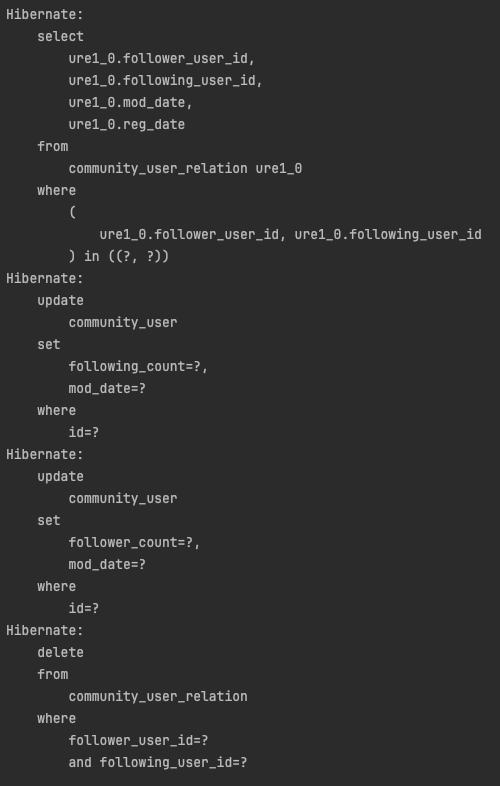 Hibernate:
    select
        ure1_0.follower_user_id,
        ure1_0.following_user_id,
        ure1_0.mod_date,
        ure1_0.reg_date
    from
        community_user_relation ure1_0
    where
        (
            ure1_0.follower_user_id, ure1_0.following_user_id
        ) in ((?, ?))
Hibernate:
    update
        community_user
    set
        following_count=?,
        mod_date=?
    where
        id=?
Hibernate:
    update
        community_user
    set
        follower_count=?,
        mod_date=?
    where
        id=?
Hibernate:
    delete
    from
        community_user_relation
    where
        follower_user_id=?
        and following_user_id=?